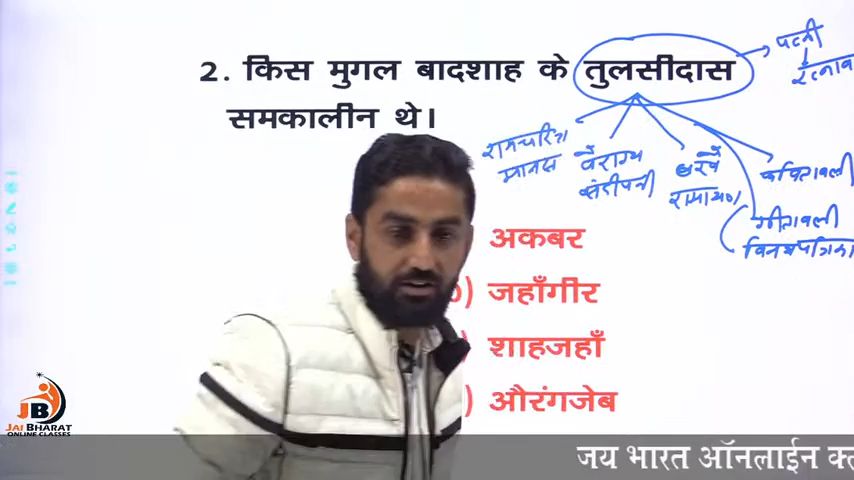 2. किस मुगल बादशाह के तुलसीदास
समकालीन थे।
पत्नी
रामचरित
मानस
वैराग्य
संदीपनी
बरवै
रामायण
कवितावली
गीतावली
विनयपत्रिका
अकबर
b) जहाँगीर
) शाहजहाँ
) औरंगजेब
JB
JAI BHARAT
ONLINE CLASSES
जय भारत ऑनलाईन क्ल